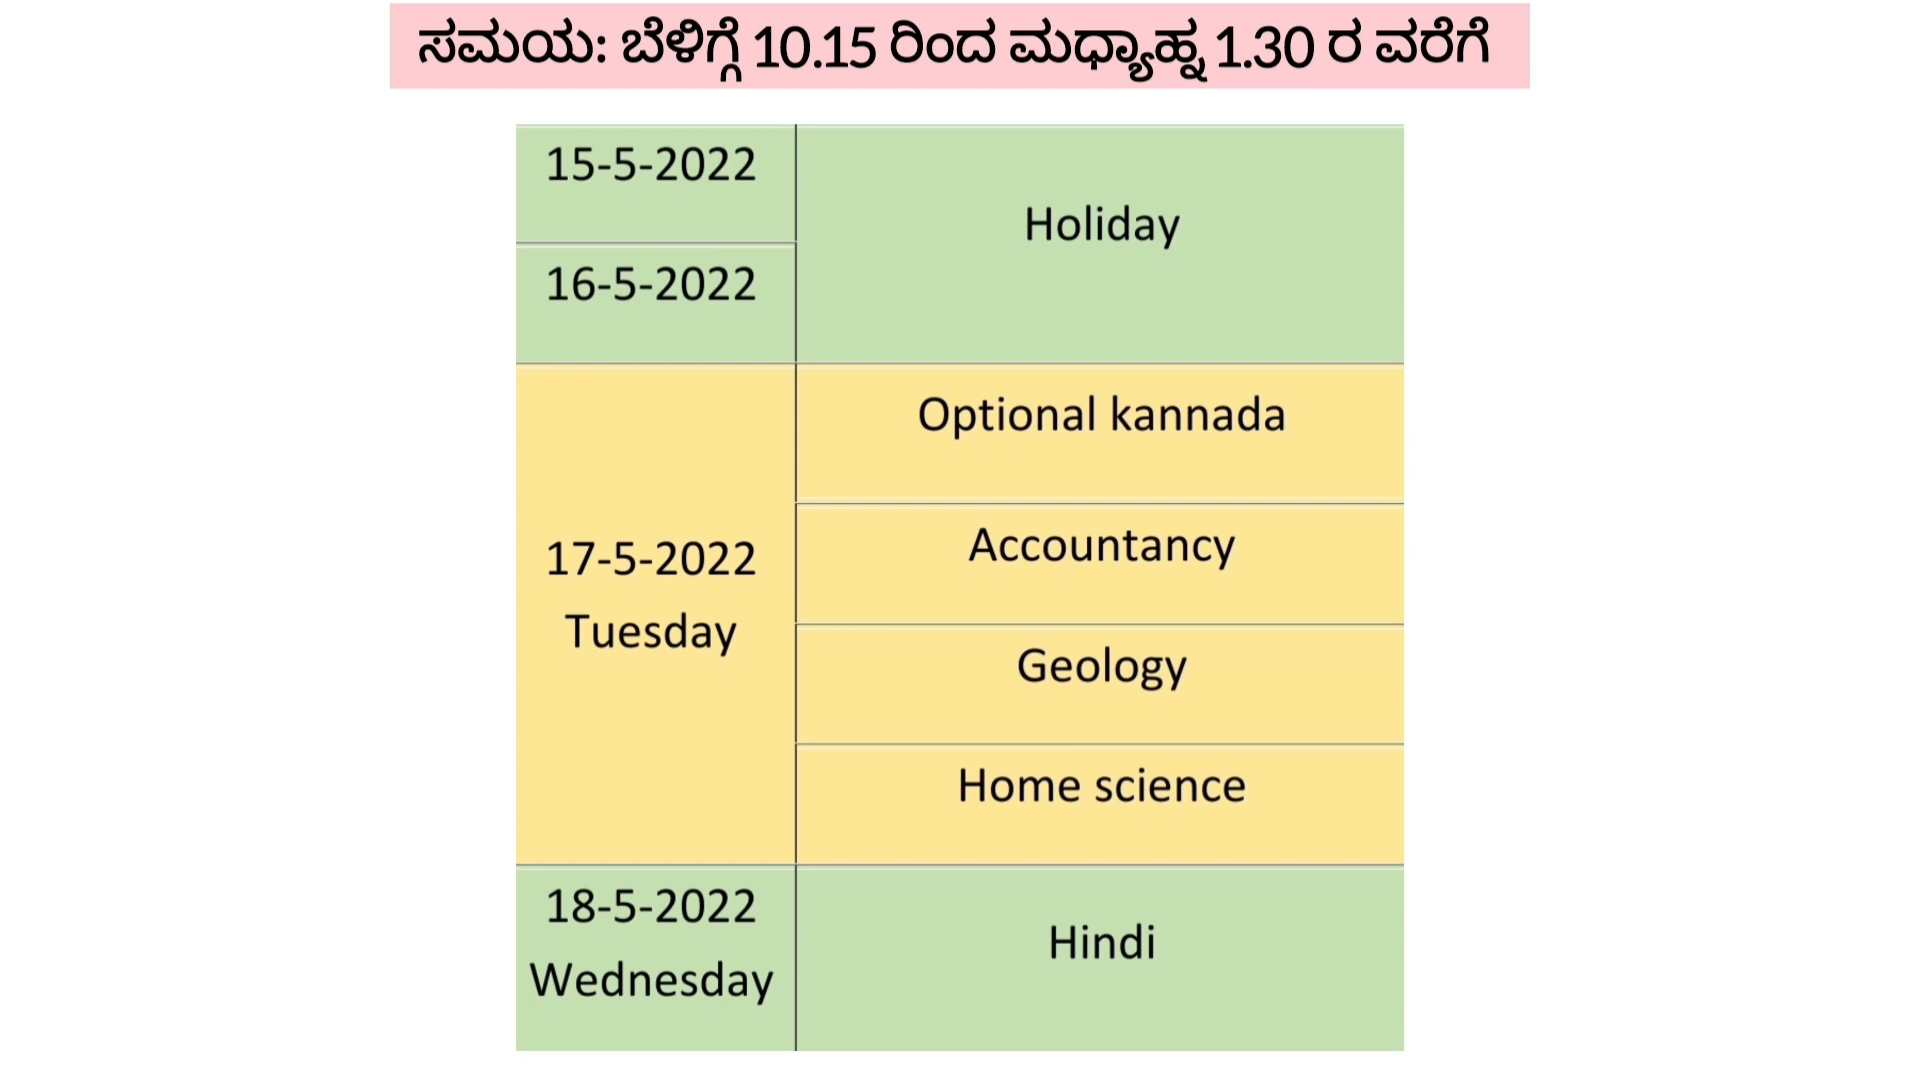 ಸಮಯ: ಬೆಳಿಗ್ಗೆ 10.15 ರಿಂದ ಮಧ್ಯಾಹ್ನ 1.30 ರ ವರೆಗೆ
15-5-2022
Holiday
16-5-2022
Optional kannada
Accountancy
17-5-2022
Tuesday
Geology
Home science
18-5-2022
Wednesday
Hindi